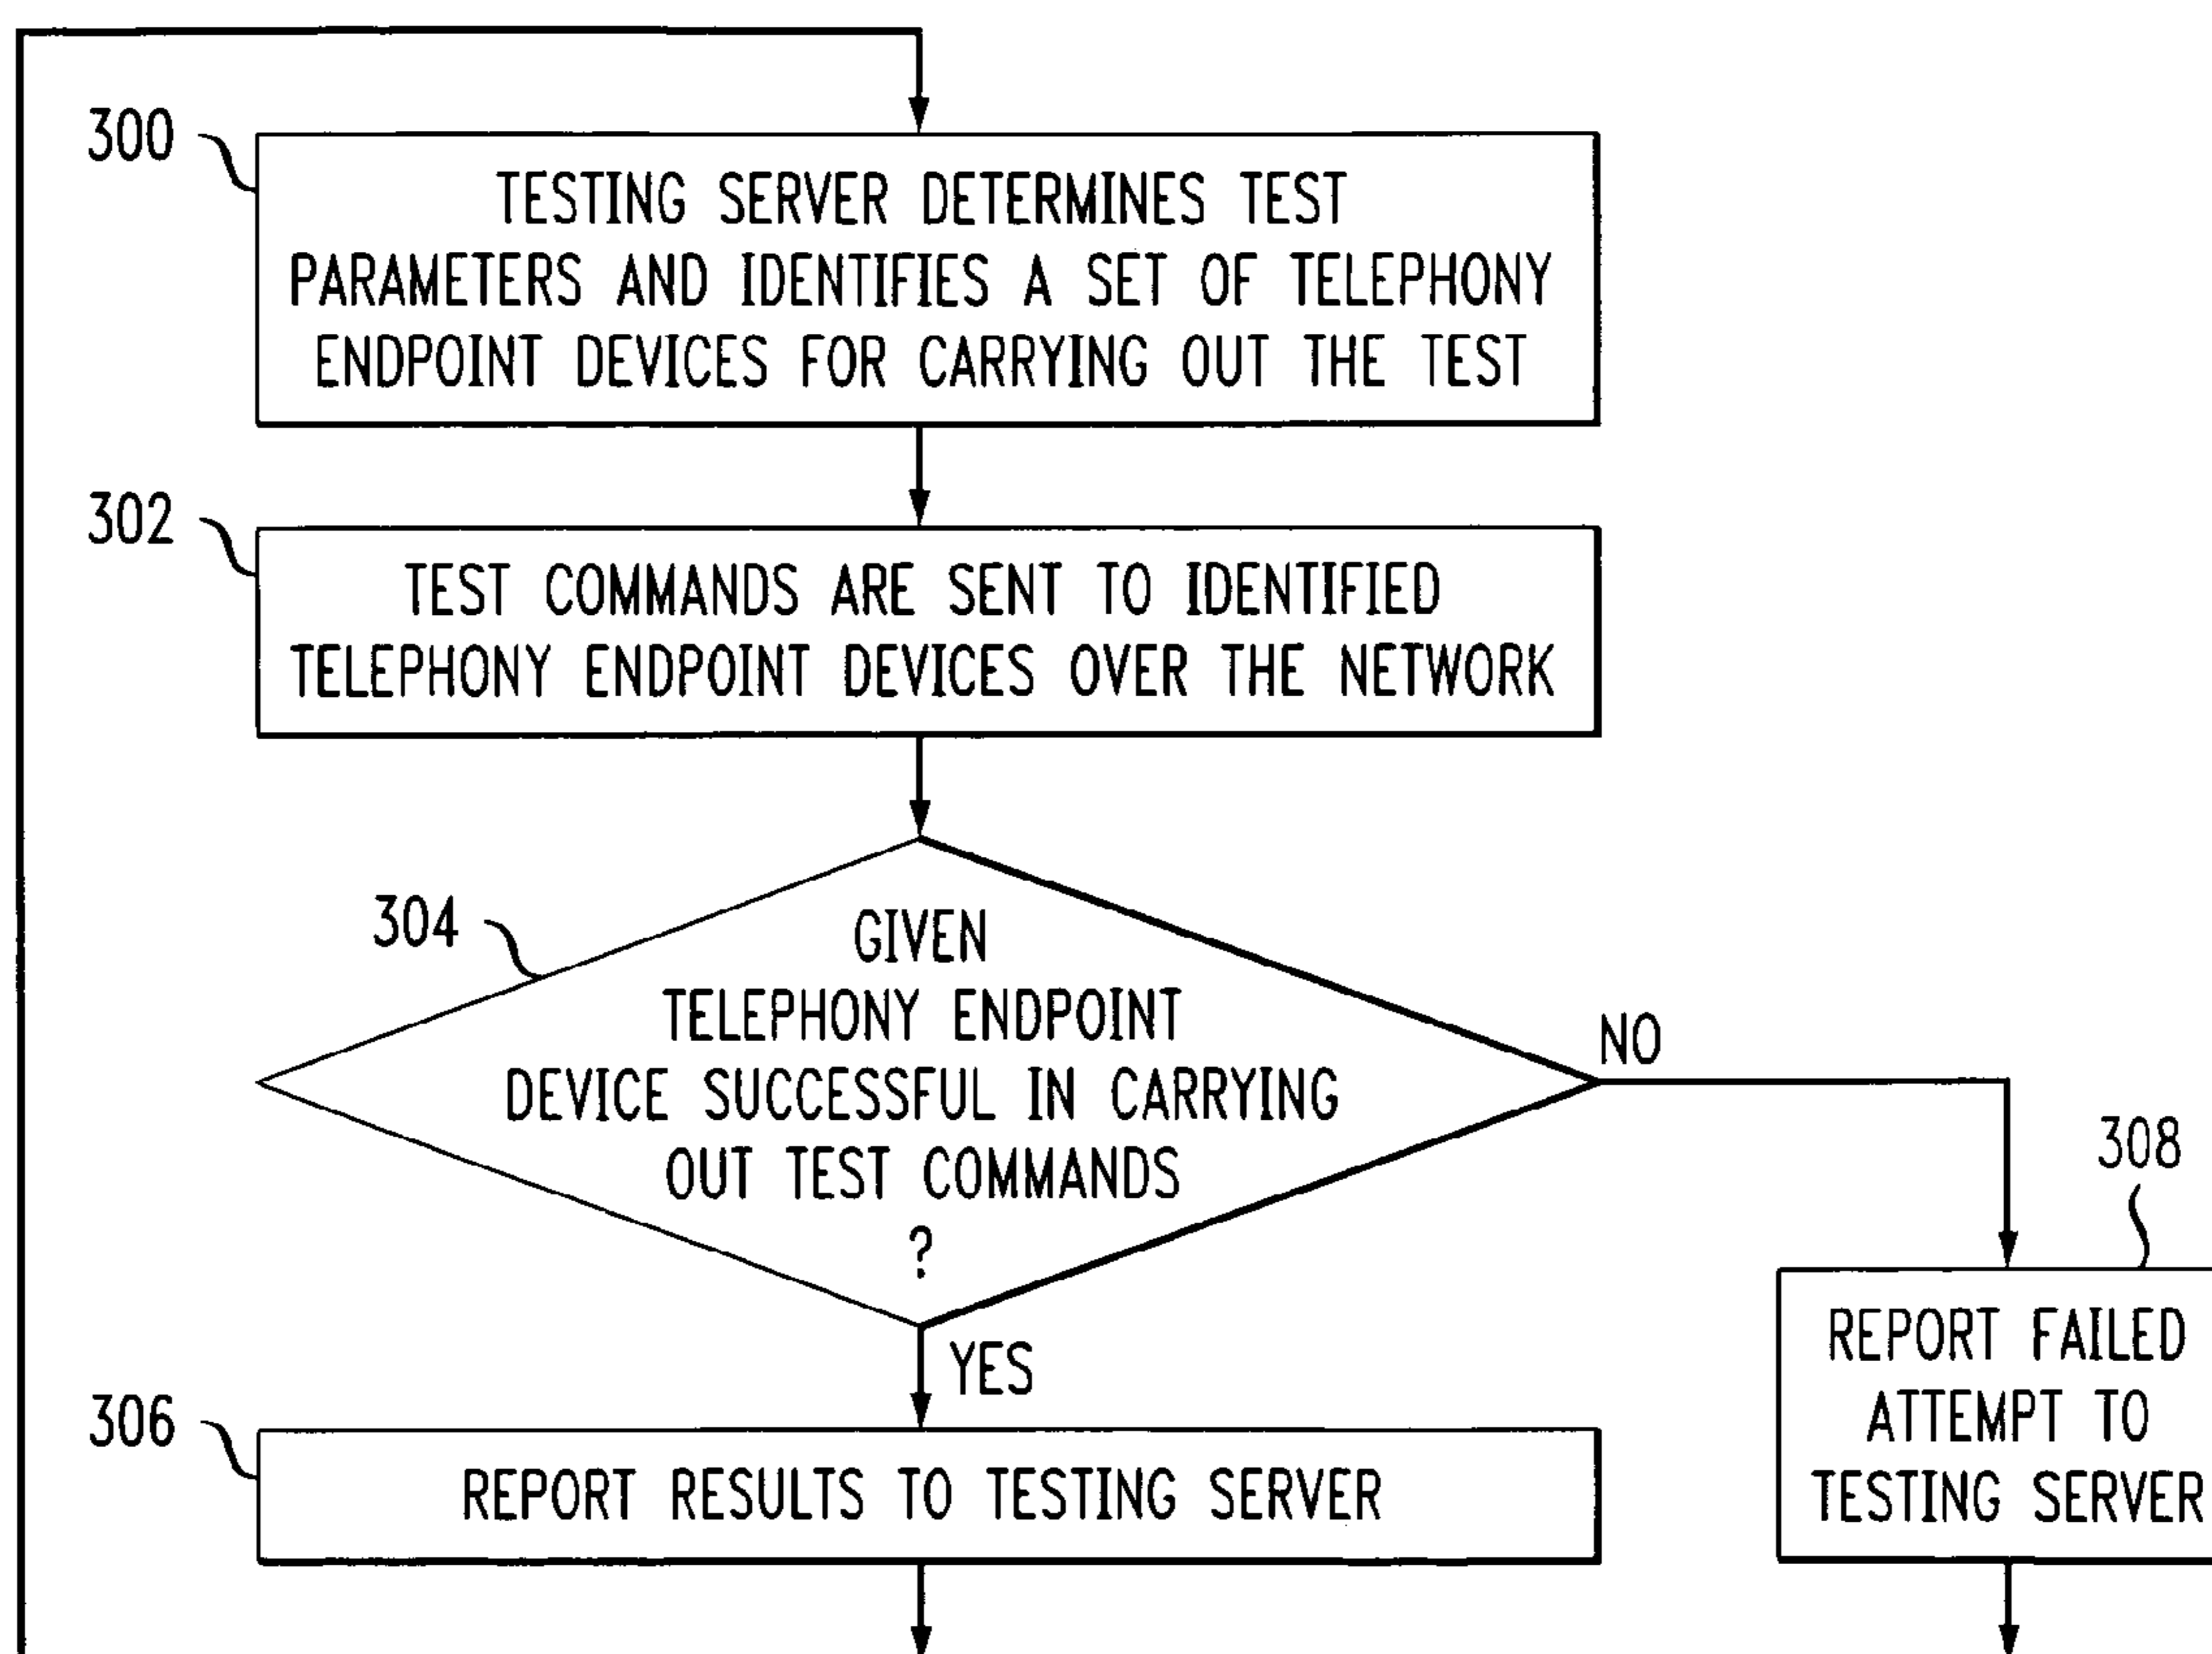 300
TESTING SERVER DETERMINES TEST
PARAMETERS AND IDENTIFIES A SET OF TELEPHONY
ENDPOINT DEVICES FOR CARRYING OUT THE TEST
302
TEST COMMANDS ARE SENT TO IDENTIFIED
TELEPHONY ENDPOINT DEVICES OVER THE NETWORK
304
GIVEN
TELEPHONY ENDPOINT
DEVICE SUCCESSFUL IN CARRYING
OUT TEST COMMANDS
?
NO
308
REPORT FAILED
ATTEMPT TO
TESTING SERVER
YES
306
REPORT RESULTS TO TESTING SERVER